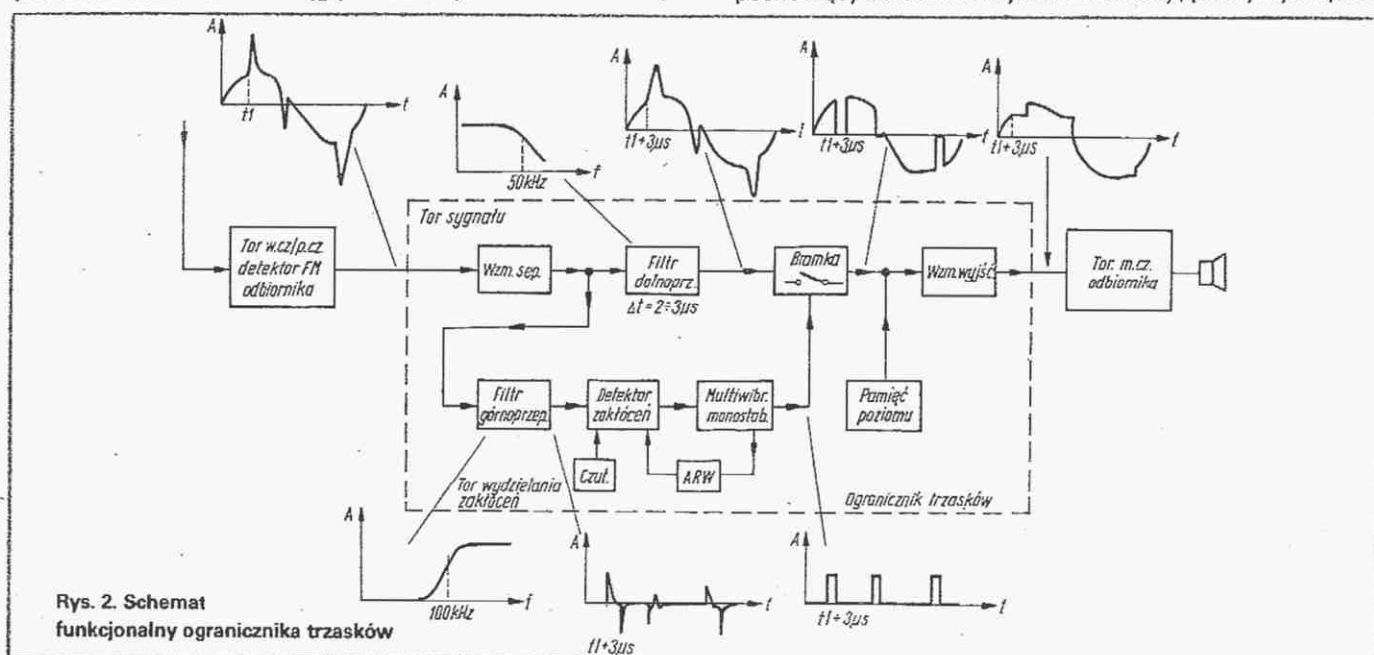 A
t1
t
A
50kHz
f
A
t1+3µs
t
A
t1+3µs
t
A
t1+3µs
t
Tor sygnału
Tor w.cz/p.cz.
detektor FM
odbiornika
Wzm. sep.
Filtr
dolnoprz.
Δt = 2÷3µs
Bramka
Wzm. wyjść.
Tor. m.cz.
odbiornika
Filtr
górnoprzep.
Detektor
zakłóceń
Multiwibr.
monostab.
Pamięć
poziomu
Czuł.
ARW
Tor wydzielania
zakłóceń
Ogranicznik trzasków
A
100kHz
f
A
t1+3µs
t
A
t1÷3µs
t
Rys. 2. Schemat
funkcjonalny ogranicznika trzasków